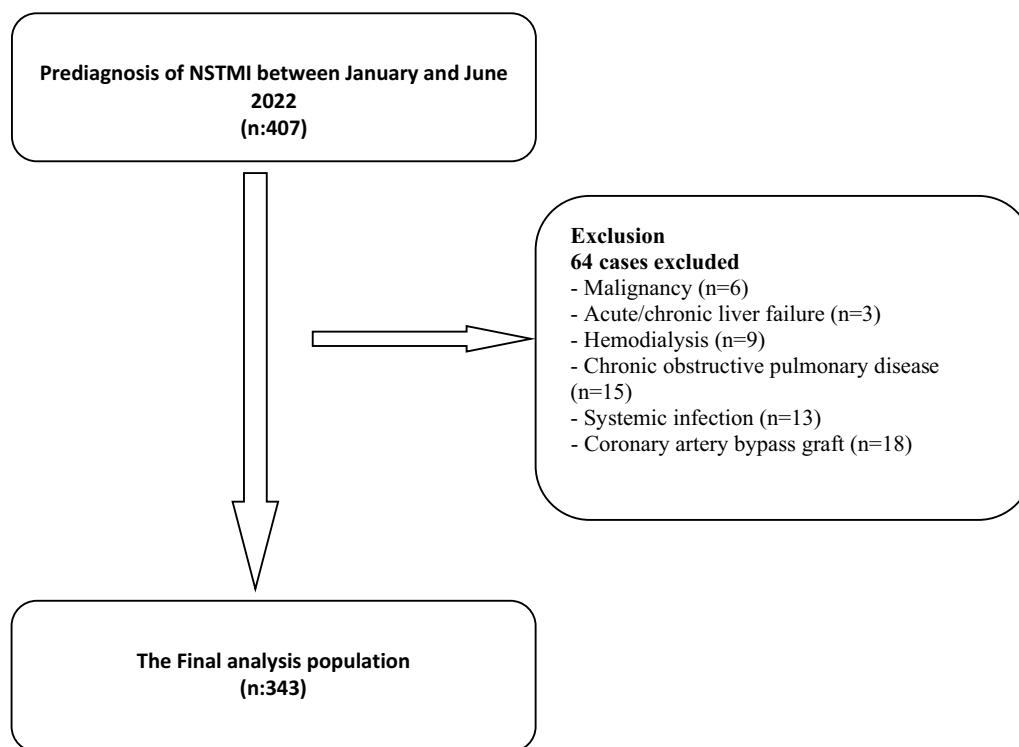 Prediagnosis of NSTMI between January and June
2022
(n:407)
Exclusion
64 cases excluded
- Malignancy (n=6)
- Acute/chronic liver failure (n=3)
- Hemodialysis (n=9)
- Chronic obstructive pulmonary disease
(n=15)
- Systemic infection (n=13)
- Coronary artery bypass graft (n=18)
The Final analysis population
(n:343)